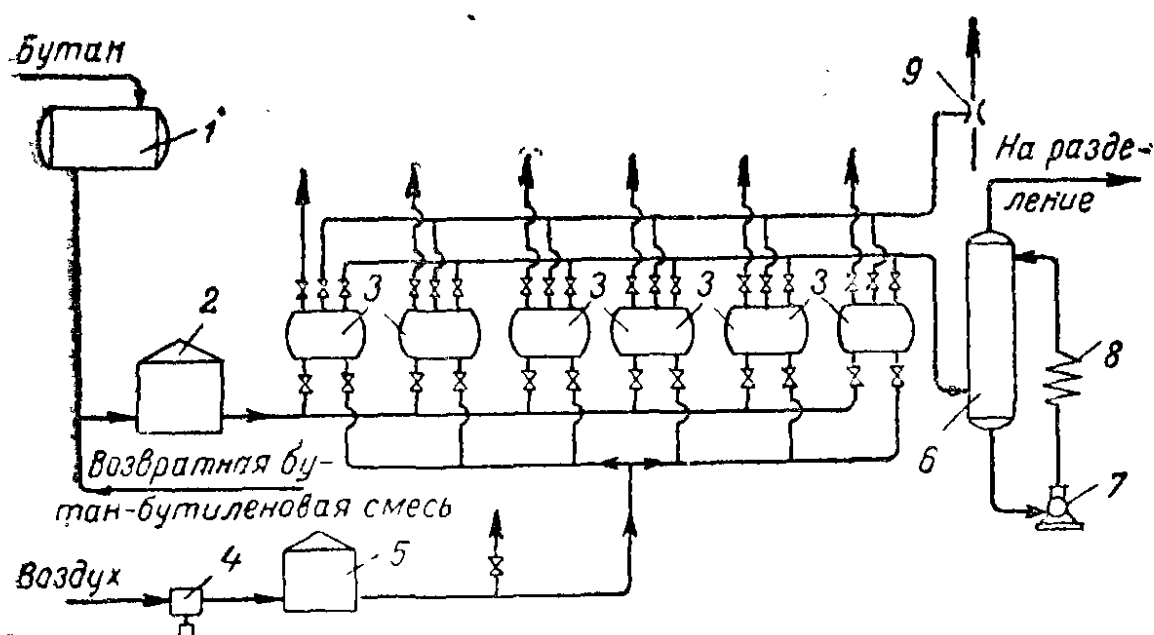 Бутан
1
9
На разде-
ление
2
3
3
3
3
3
3
8
6
7
Возвратная бу-
тан-бутиленовая смесь
Воздух
4
5